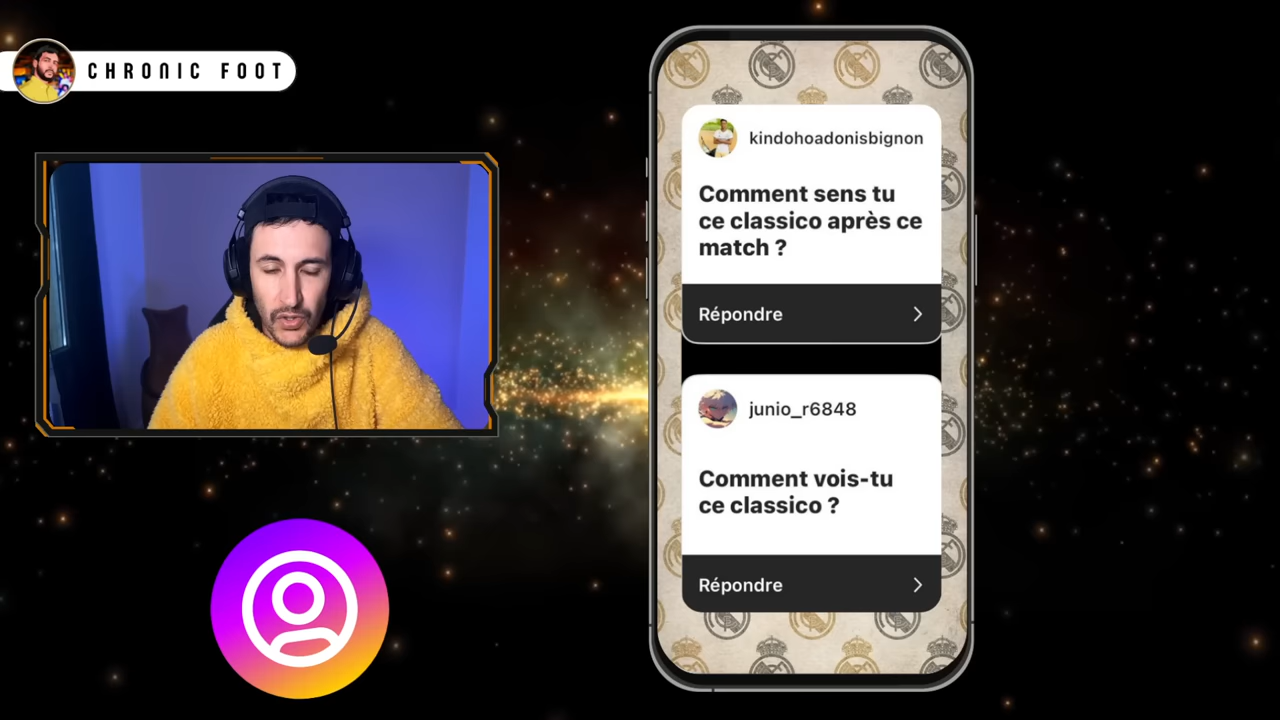 CHRONIC FOOT
kindohoadonisbignon
Comment sens tu
ce classico après ce
match ?
Répondre
junio_r6848
Comment vois-tu
ce classico ?
Répondre